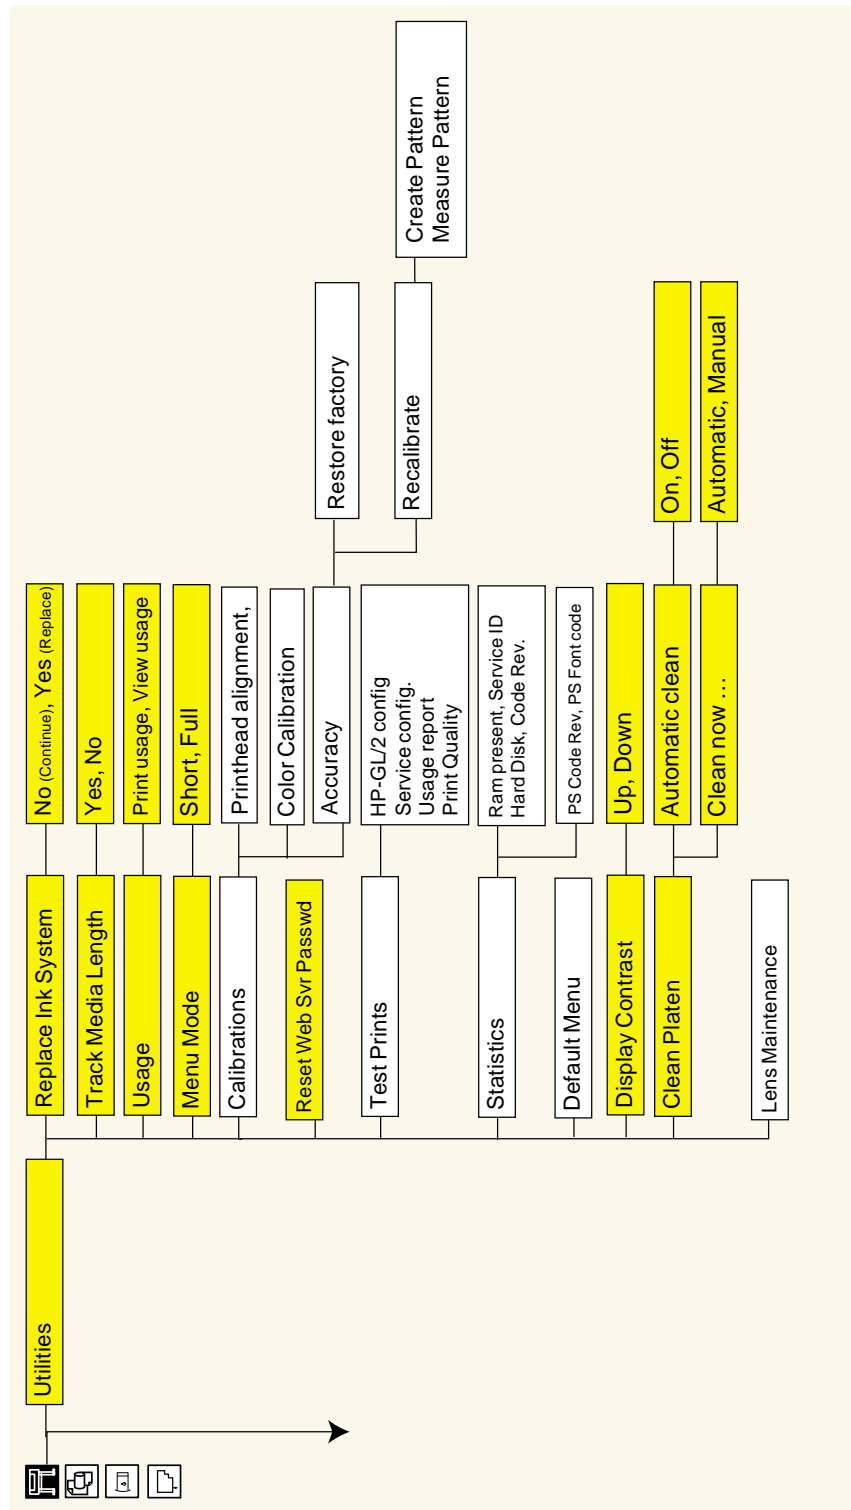 Utilities
Replace Ink System
No (Continue), Yes (Replace)
Track Media Length
Yes, No
Usage
Print usage, View usage
Menu Mode
Short, Full
Calibrations
Printhead alignment,
Color Calibration
Accuracy
Restore factory
Recalibrate
Create Pattern
Measure Pattern
Reset Web Svr Passwd
Test Prints
HP-GL/2 config
Service config.
Usage report
Print Quality
Statistics
Ram present, Service ID
Hard Disk, Code Rev.
PS Code Rev, PS Font code
Default Menu
Display Contrast
Up, Down
Clean Platen
Automatic clean
On, Off
Clean now ...
Automatic, Manual
Lens Maintenance